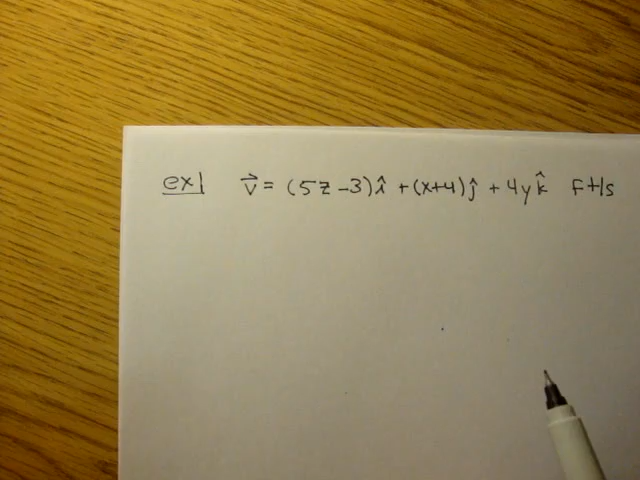 ex1 v⃗ = (5z-3)î + (x+4)ĵ + 4yk̂ ft/s